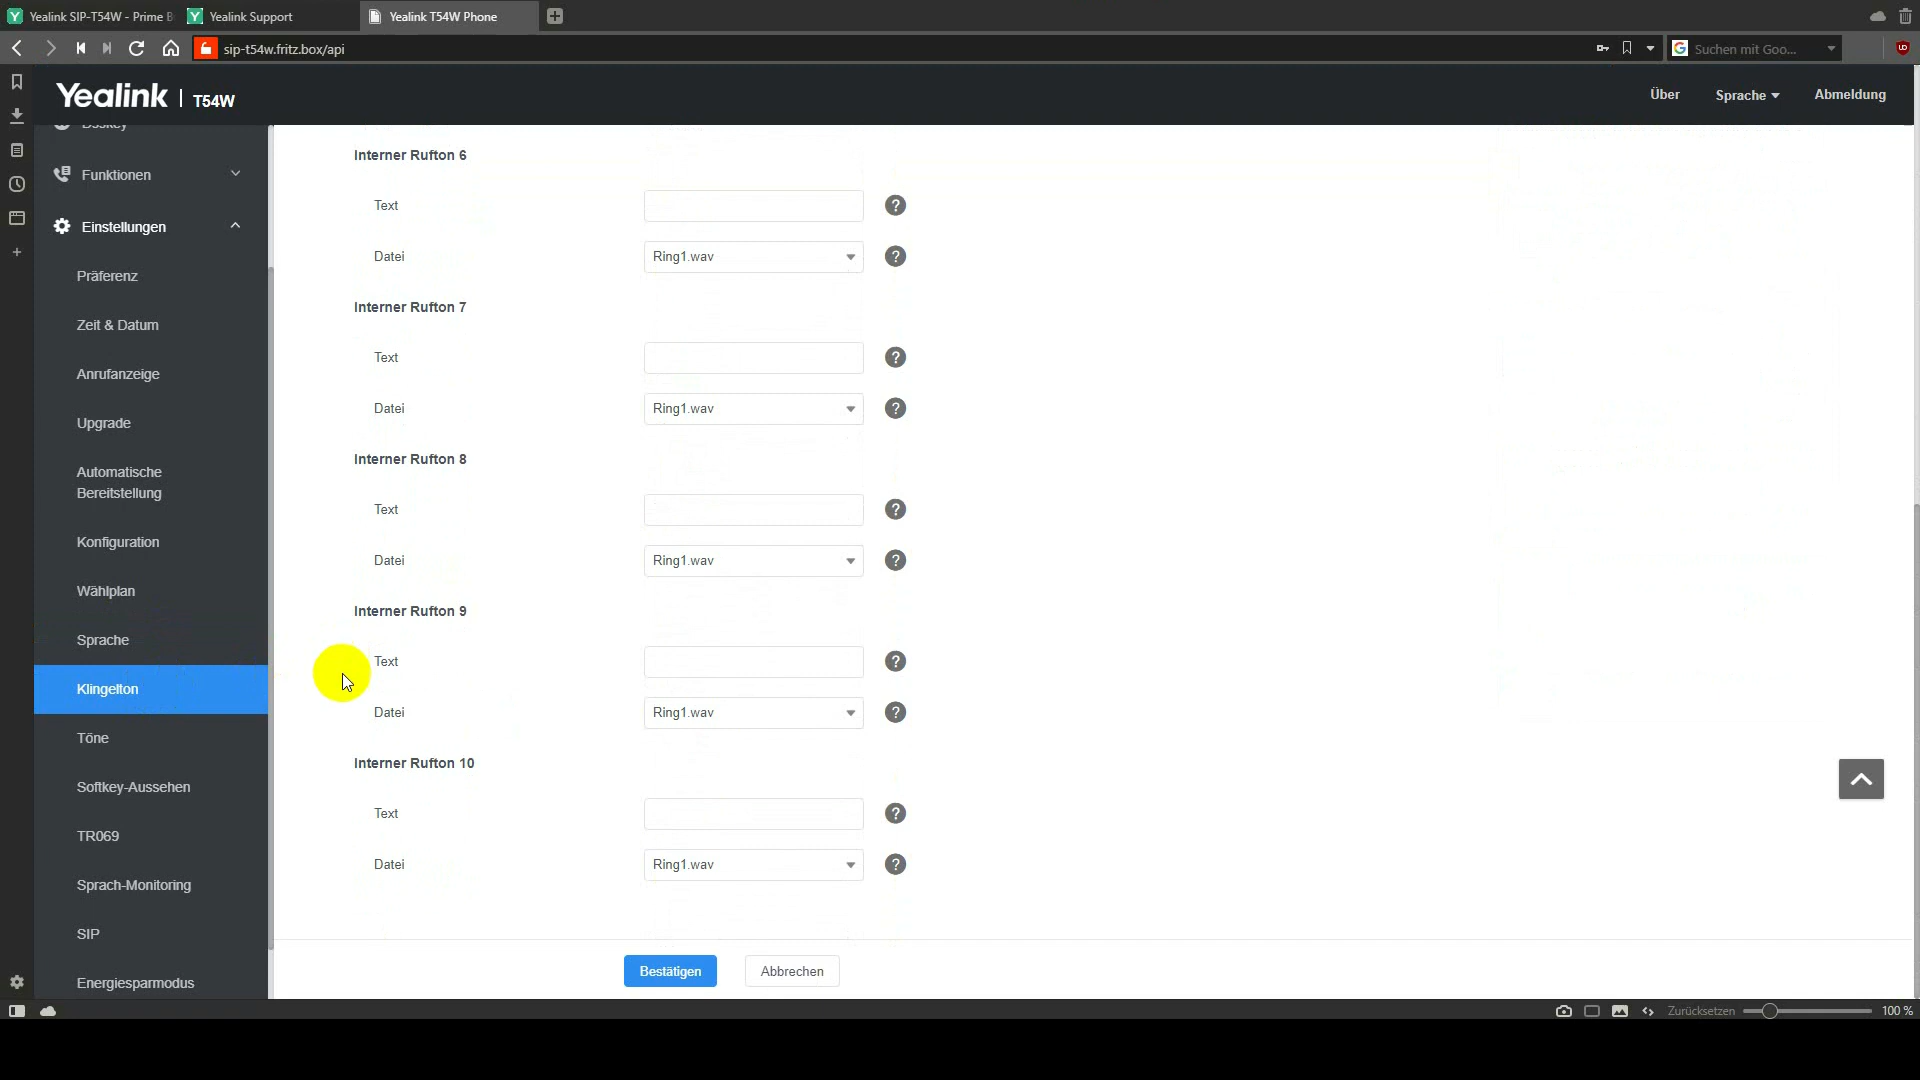 Yealink SIP-T54W - Prime B
Yealink Support
Yealink T54W Phone
sip-t54w.fritz.box/api
Suchen mit Goo...
Yealink | T54W
Über
Sprache
Abmeldung
Dsskey
Funktionen
Einstellungen
Präferenz
Zeit & Datum
Anrufanzeige
Upgrade
Automatische
Bereitstellung
Konfiguration
Wählplan
Sprache
Klingelton
Töne
Softkey-Aussehen
TR069
Sprach-Monitoring
SIP
Energiesparmodus
Interner Rufton 6
Text
Datei
Ring1.wav
Interner Rufton 7
Text
Datei
Ring1.wav
Interner Rufton 8
Text
Datei
Ring1.wav
Interner Rufton 9
Text
Datei
Ring1.wav
Interner Rufton 10
Text
Datei
Ring1.wav
Bestätigen
Abbrechen
Zurücksetzen
100 %